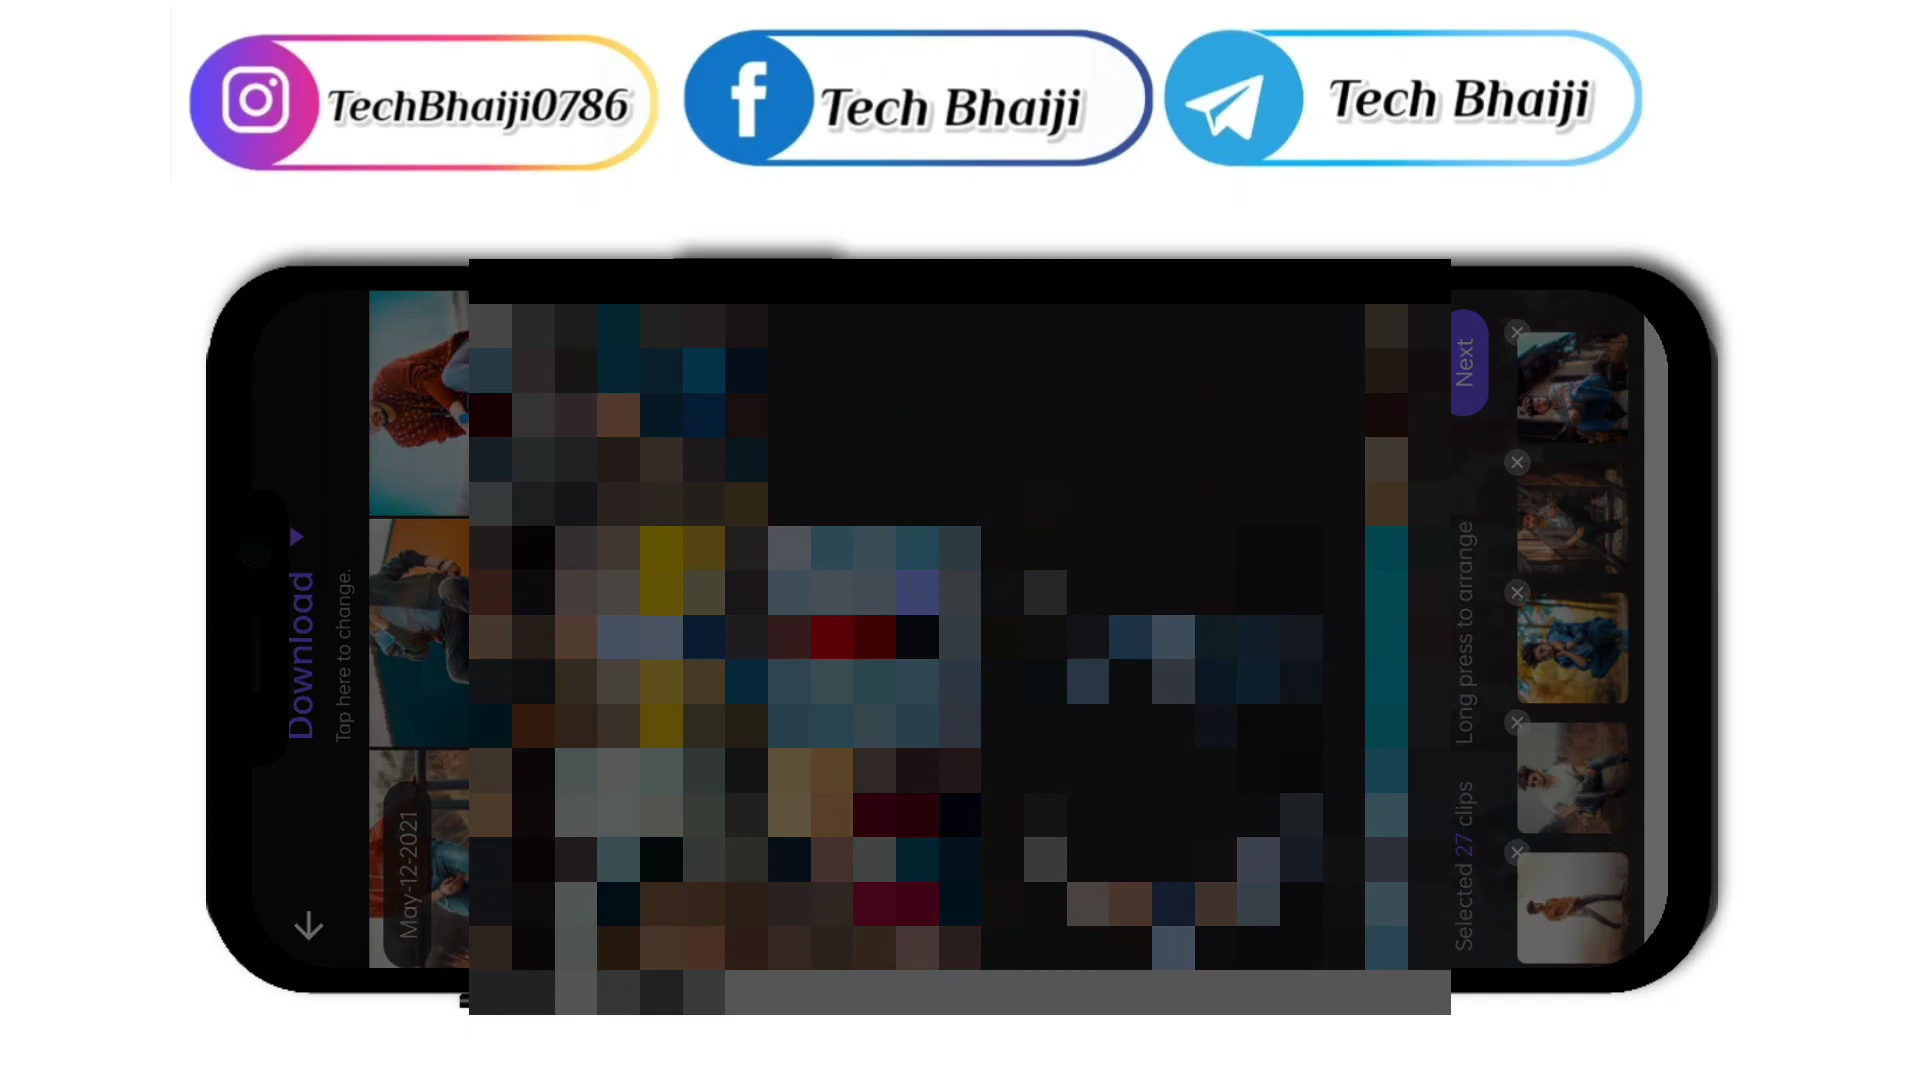 TechBhaiji0786
Tech Bhaiji
Tech Bhaiji
Download
Tap here to change.
May-12-2021
Next
Selected 27 clips
Long press to arrange